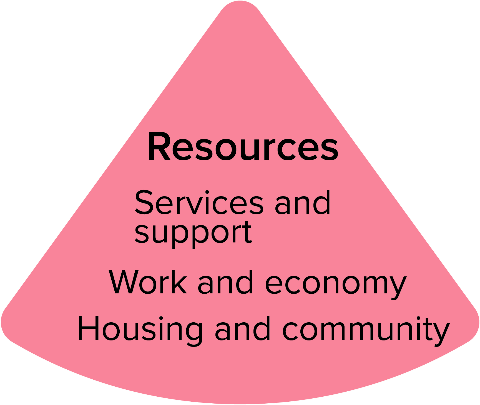 Resources
Services and
support
Work and economy
Housing and community